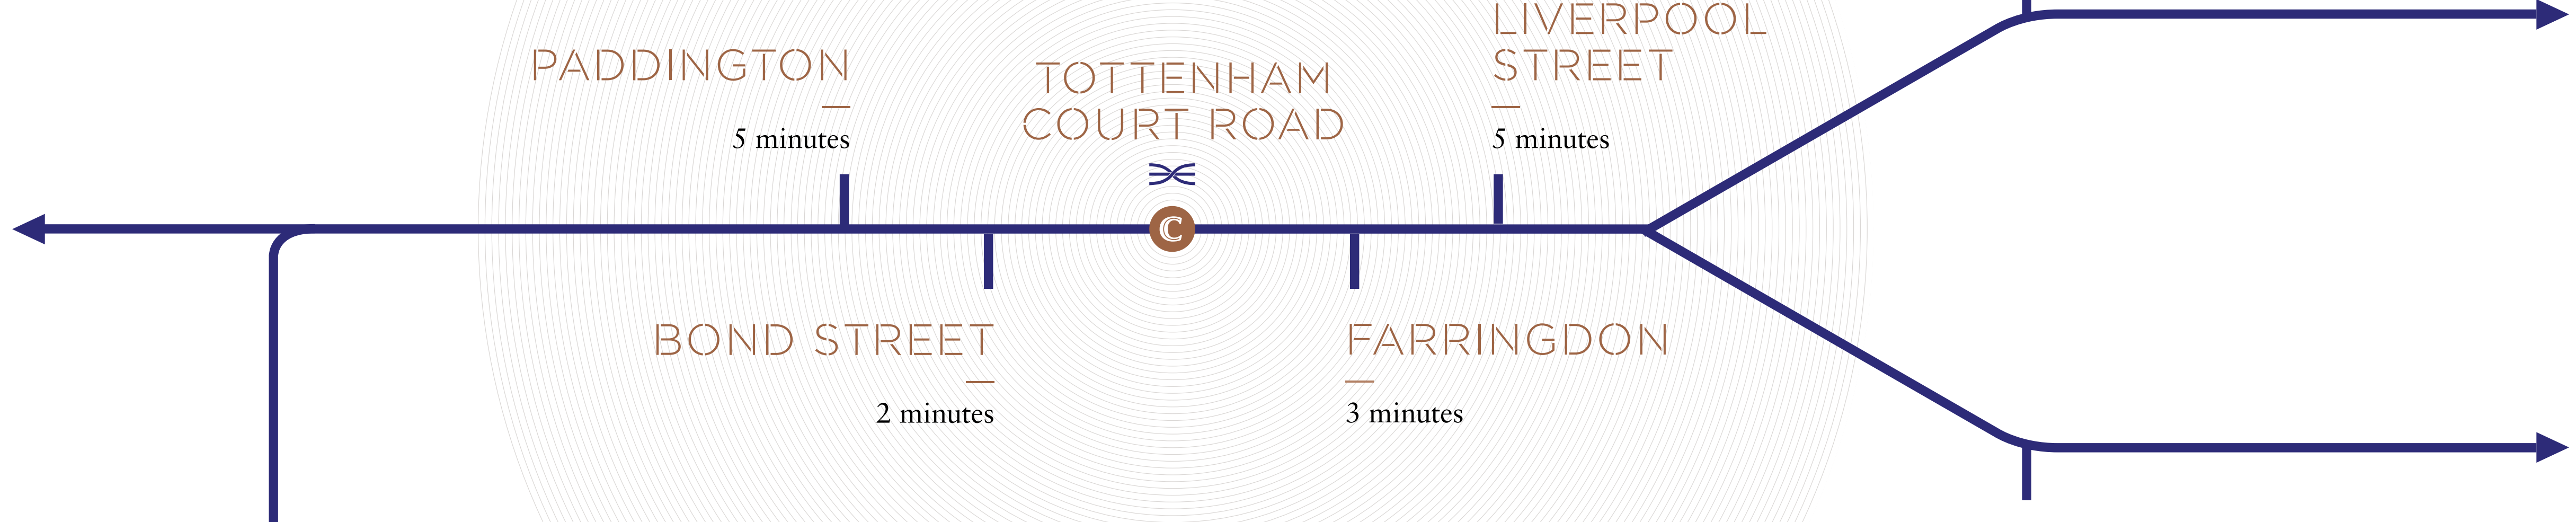 PADDINGTON
5 minutes
BOND STREET
2 minutes
TOTTENHAM
COURT ROAD
C
FARRINGDON
3 minutes
LIVERPOOL
STREET
5 minutes